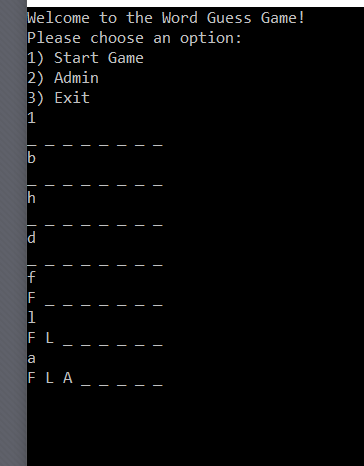 Welcome to the Word Guess Game!
Please choose an option:
1) Start Game
2) Admin
3) Exit
1
_ _ _ _ _ _ _ _
b
_ _ _ _ _ _ _ _
h
_ _ _ _ _ _ _ _
d
_ _ _ _ _ _ _ _
f
F _ _ _ _ _ _ _
l
F L _ _ _ _ _ _
a
F L A _ _ _ _ _